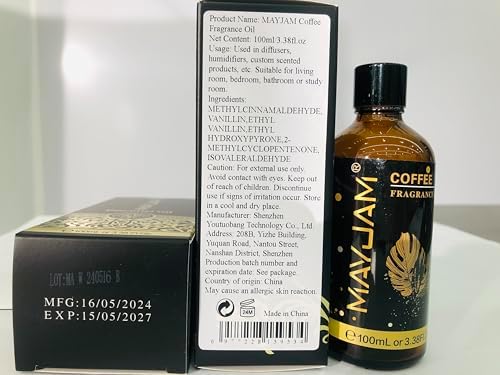 LOT:MA W 240516 B
MFG:16/05/2024
EXP:15/05/2027
Product Name: MAYJAM Coffee
Fragrance Oil
Net Content: 100ml/3.38fl.oz
Usage: Used in diffusers,
humidifiers, custom scented
products, etc. Suitable for living
room, bedroom, bathroom or study
room.
Ingredients:
METHYLCINNAMALDEHYDE,
VANILLIN,ETHYL
VANILLIN,ETHYL
HYDROXYPYRONE,2-
METHYLCYCLOPENTENONE,
ISOVALERALDEHYDE
Caution: For external use only.
Avoid contact with eyes. Keep out
of reach of children. Discontinue
use if signs of irritation occur. Store
in a cool and dry place.
Manufacturer: Shenzhen
Youtuobang Technology Co., Ltd
Address: 208B, Yizhe Building,
Yuquan Road, Nantou Street,
Nanshan District, Shenzhen
Production batch number and
expiration date: See package.
Country of origin: China
May cause an allergic skin reaction.
24M
Made in China
MAYJAM®
COFFEE
FRAGRANCE
100mL or 3.38Fl